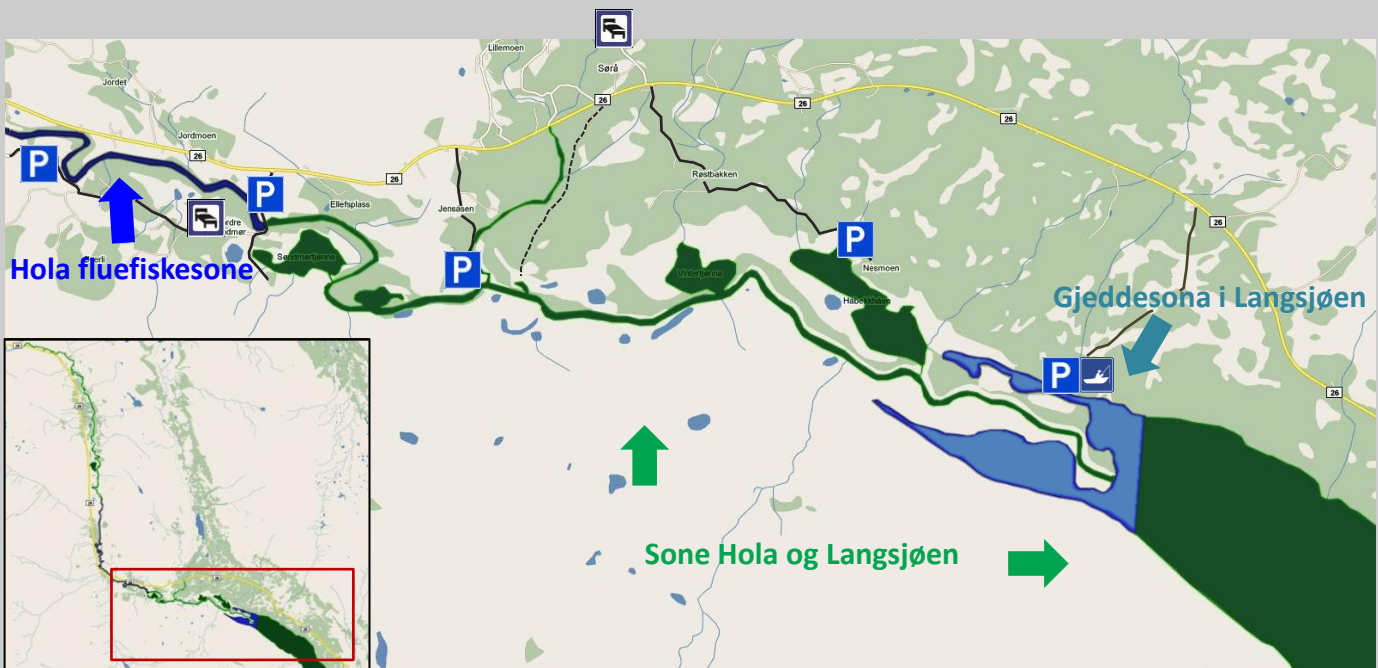 Lillemoen
Sørå
Jordet
26
26
26
Jordmoen
26
P
P
26
Røstbakken
Ellefsplass
Jensåsen
26
P
Hola fluefiskesone
Søndmørtjønna
P
Vintertjønna
Nesmoen
Håbekkhåen
Gjeddesona i Langsjøen
P
26
Sone Hola og Langsjøen